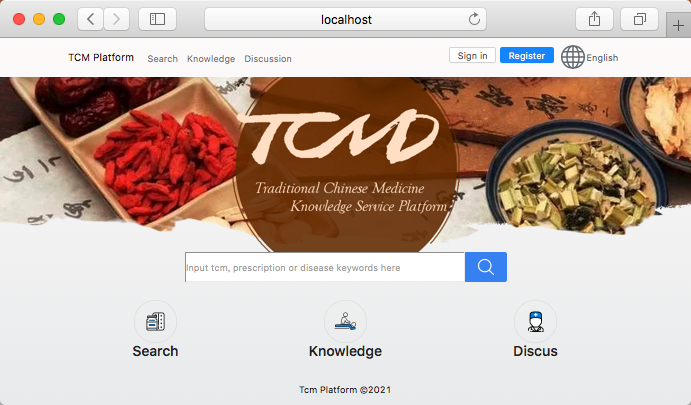 localhost
TCM Platform Search Knowledge Discussion Sign in Register English
TCMD
Traditional Chinese Medicine
Knowledge Service Platform
Input tcm, prescription or disease keywords here
Search Knowledge Discus
Tcm Platform ©2021